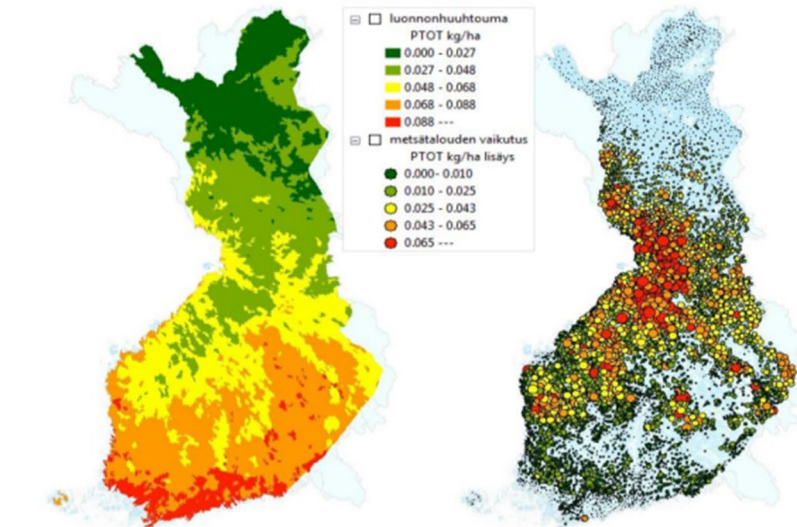 luonnonhuuhtouma
PTOT kg/ha
0.000 - 0.027
0.027 - 0.048
0.048 - 0.068
0.068 - 0.088
0.088 ---
metsätalouden vaikutus
PTOT kg/ha lisäys
0.000- 0.010
0.010 - 0.025
0.025 - 0.043
0.043 - 0.065
0.065 ---